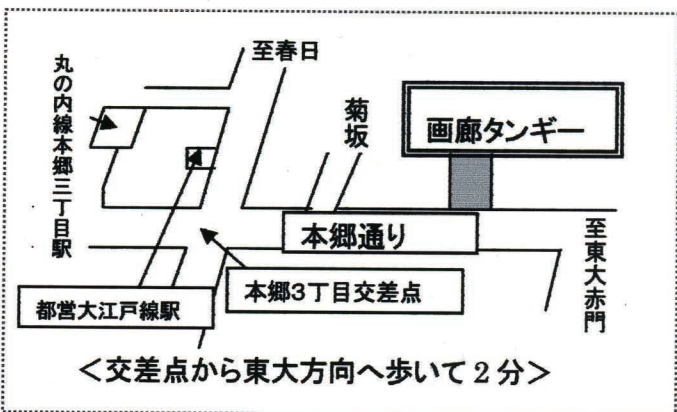 至春日
丸の内線本郷三丁目駅
菊坂
画廊タンギー
本郷通り
至東大赤門
本郷3丁目交差点
都営大江戸線駅
<交差点から東大方向へ歩いて2分>